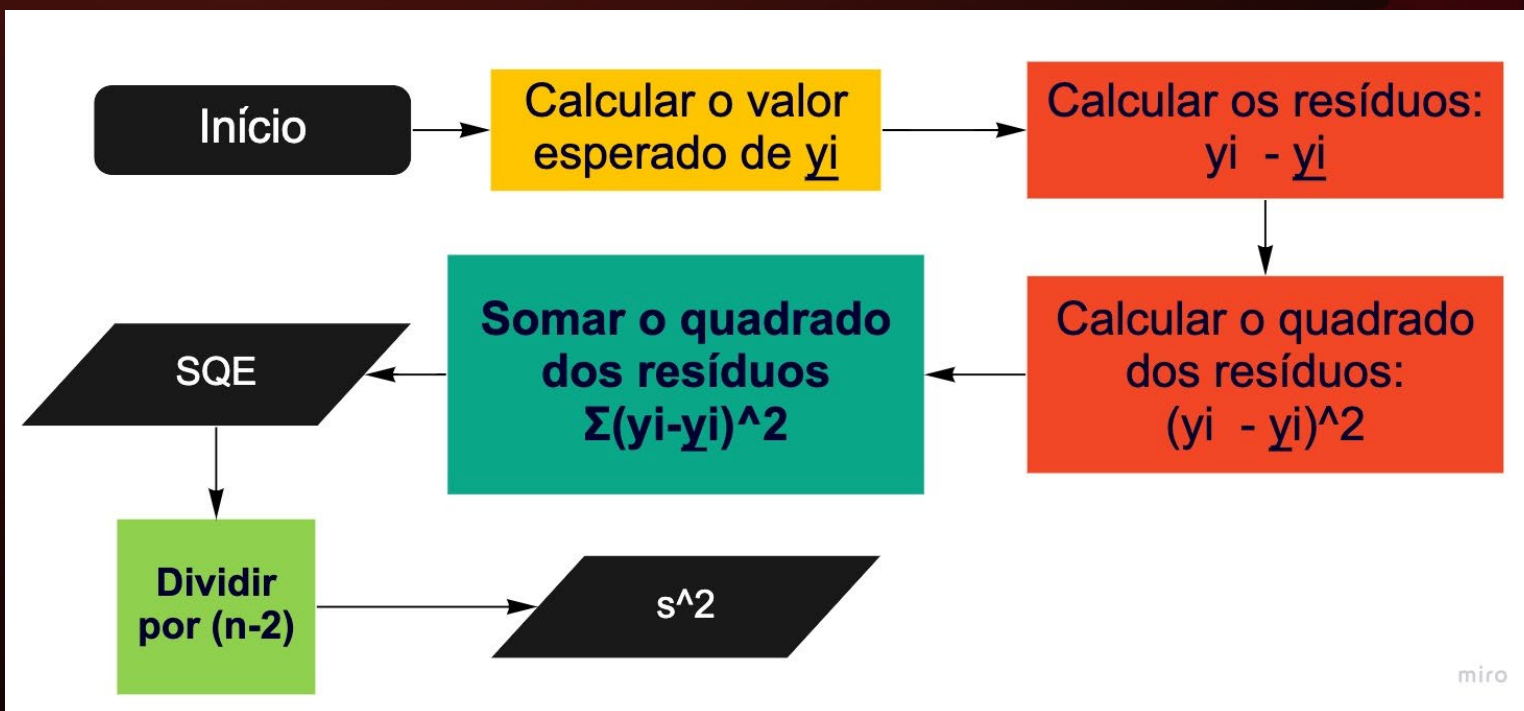 Início
Calcular o valor
esperado de yi
Calcular os resíduos:
yi - yi
Calcular o quadrado
dos resíduos:
(yi - yi)^2
Somar o quadrado
dos resíduos
Σ(yi-yi)^2
SQE
Dividir
por (n-2)
s^2
miro